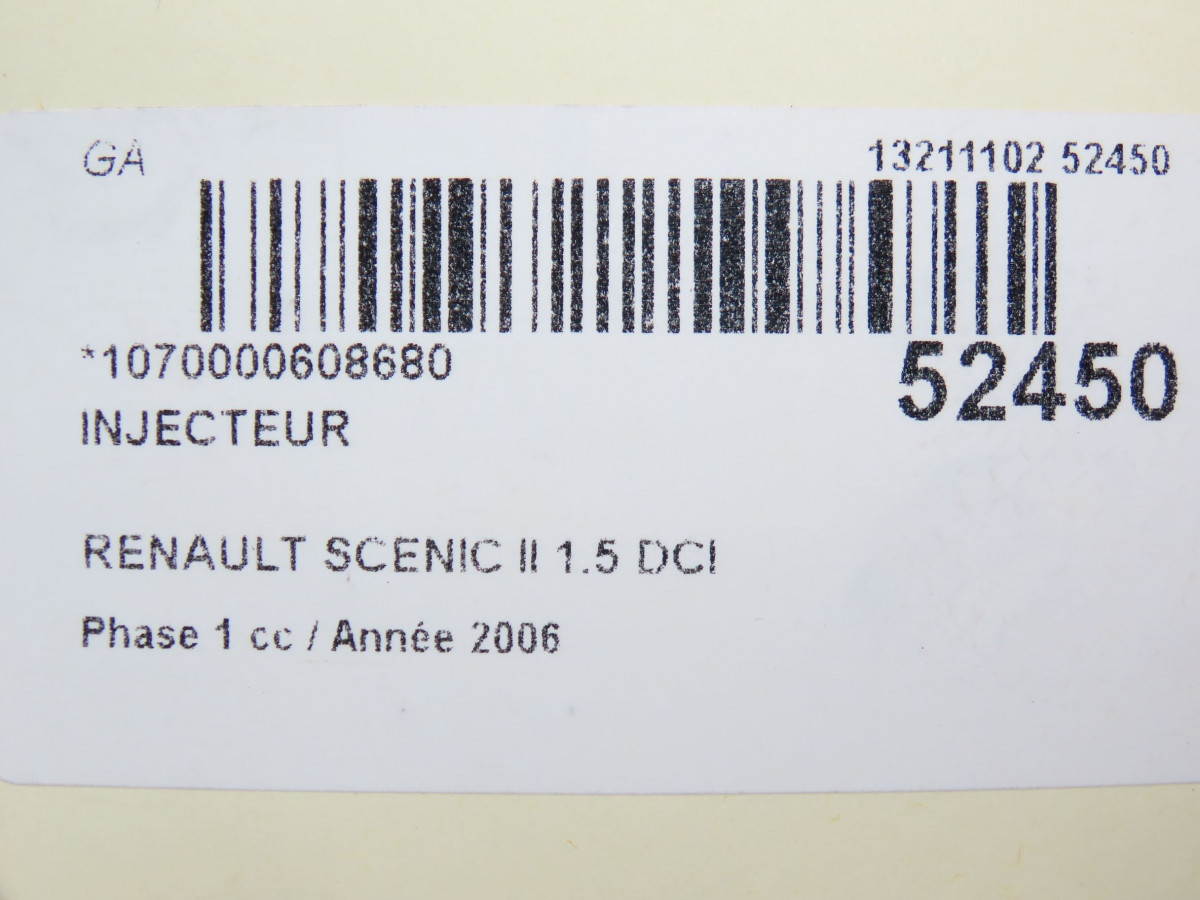 GA
13211102 52450
*1070000608680
52450
INJECTEUR
RENAULT SCENIC II 1.5 DCI
Phase 1 cc / Année 2006